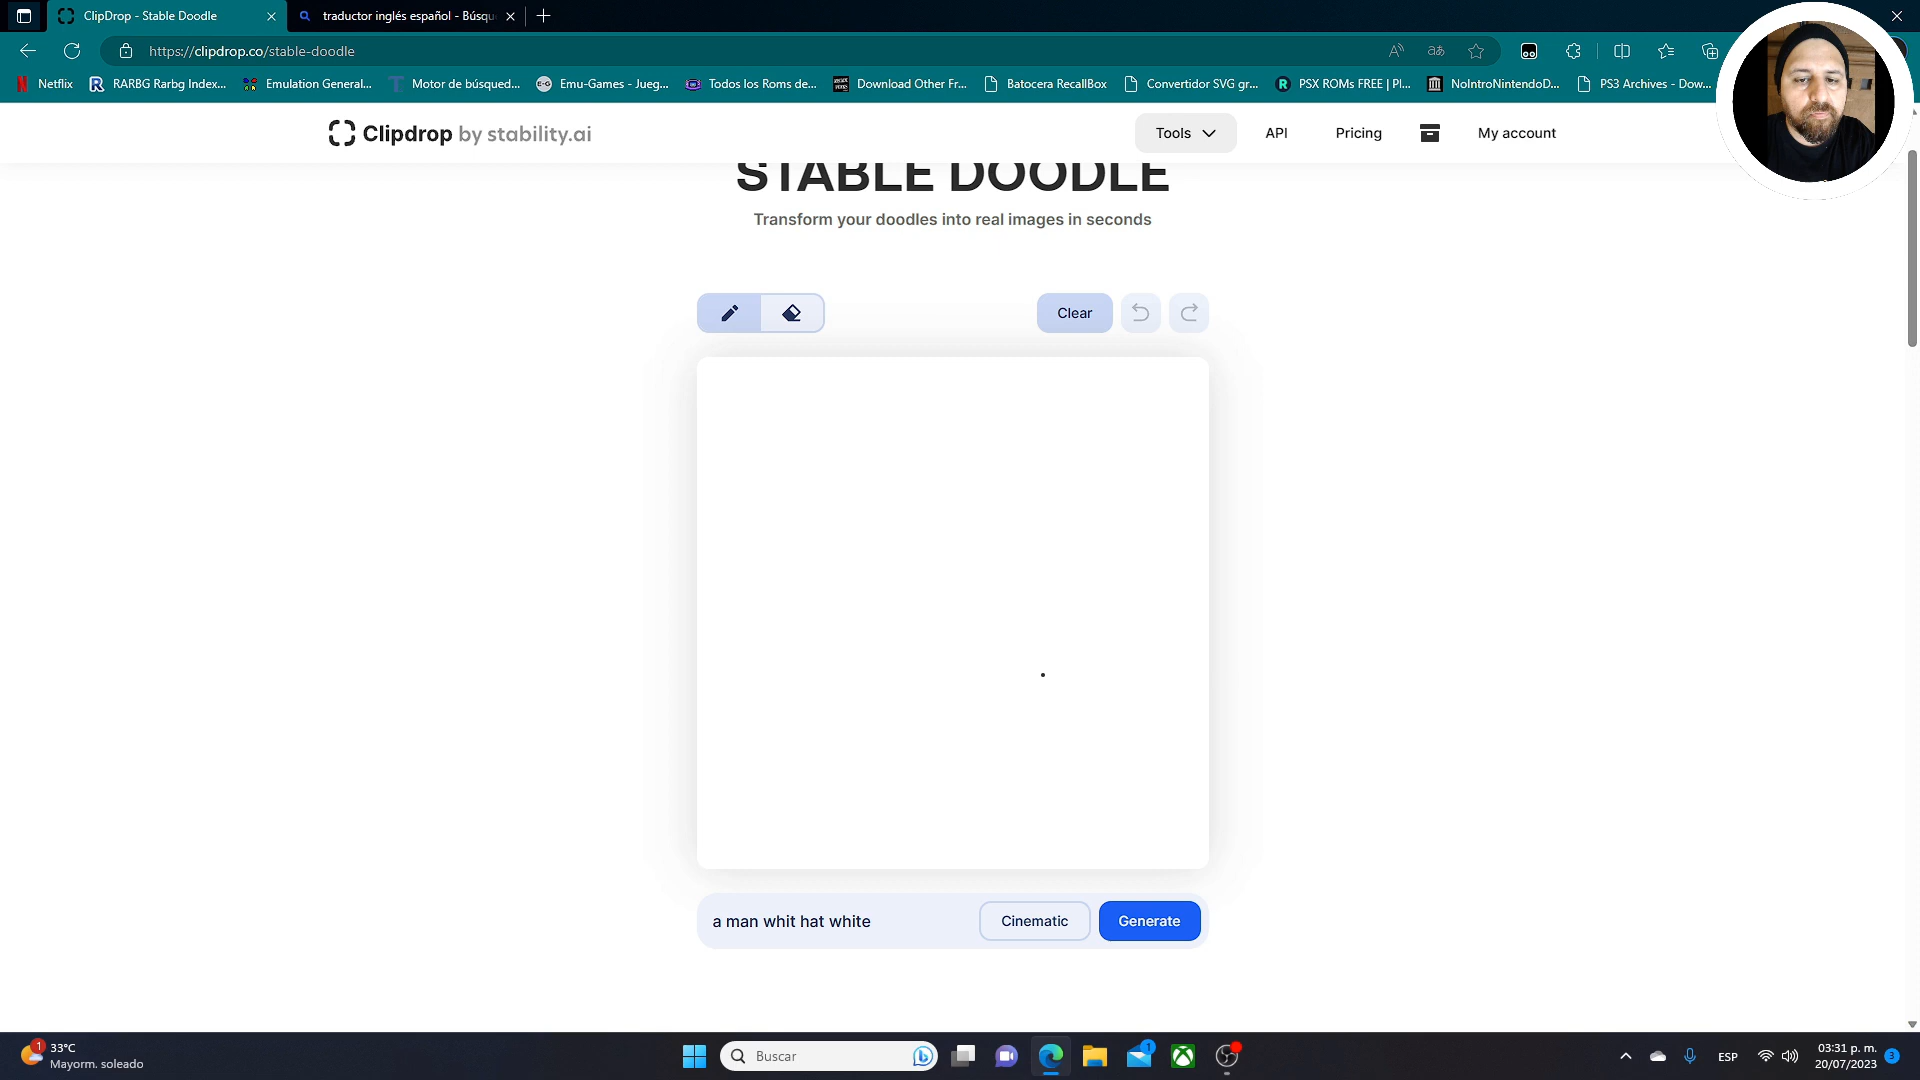 ClipDrop - Stable Doodle
traductor inglés español - Búsqu
https://clipdrop.co/stable-doodle
Netflix
RARBG Rarbg Index...
Emulation General...
Motor de búsqued...
Emu-Games - Jueg...
Todos los Roms de...
Download Other Fr...
Batocera RecallBox
Convertidor SVG gr...
PSX ROMs FREE | Pl...
NoIntroNintendoD...
PS3 Archives - Dow...
Clipdrop by stability.ai
Tools
API
Pricing
My account
STABLE DOODLE
Transform your doodles into real images in seconds
Clear
a man whit hat white
Cinematic
Generate
1
33°C
Mayorm. soleado
Buscar
1
ESP
03:31 p. m.
20/07/2023
3